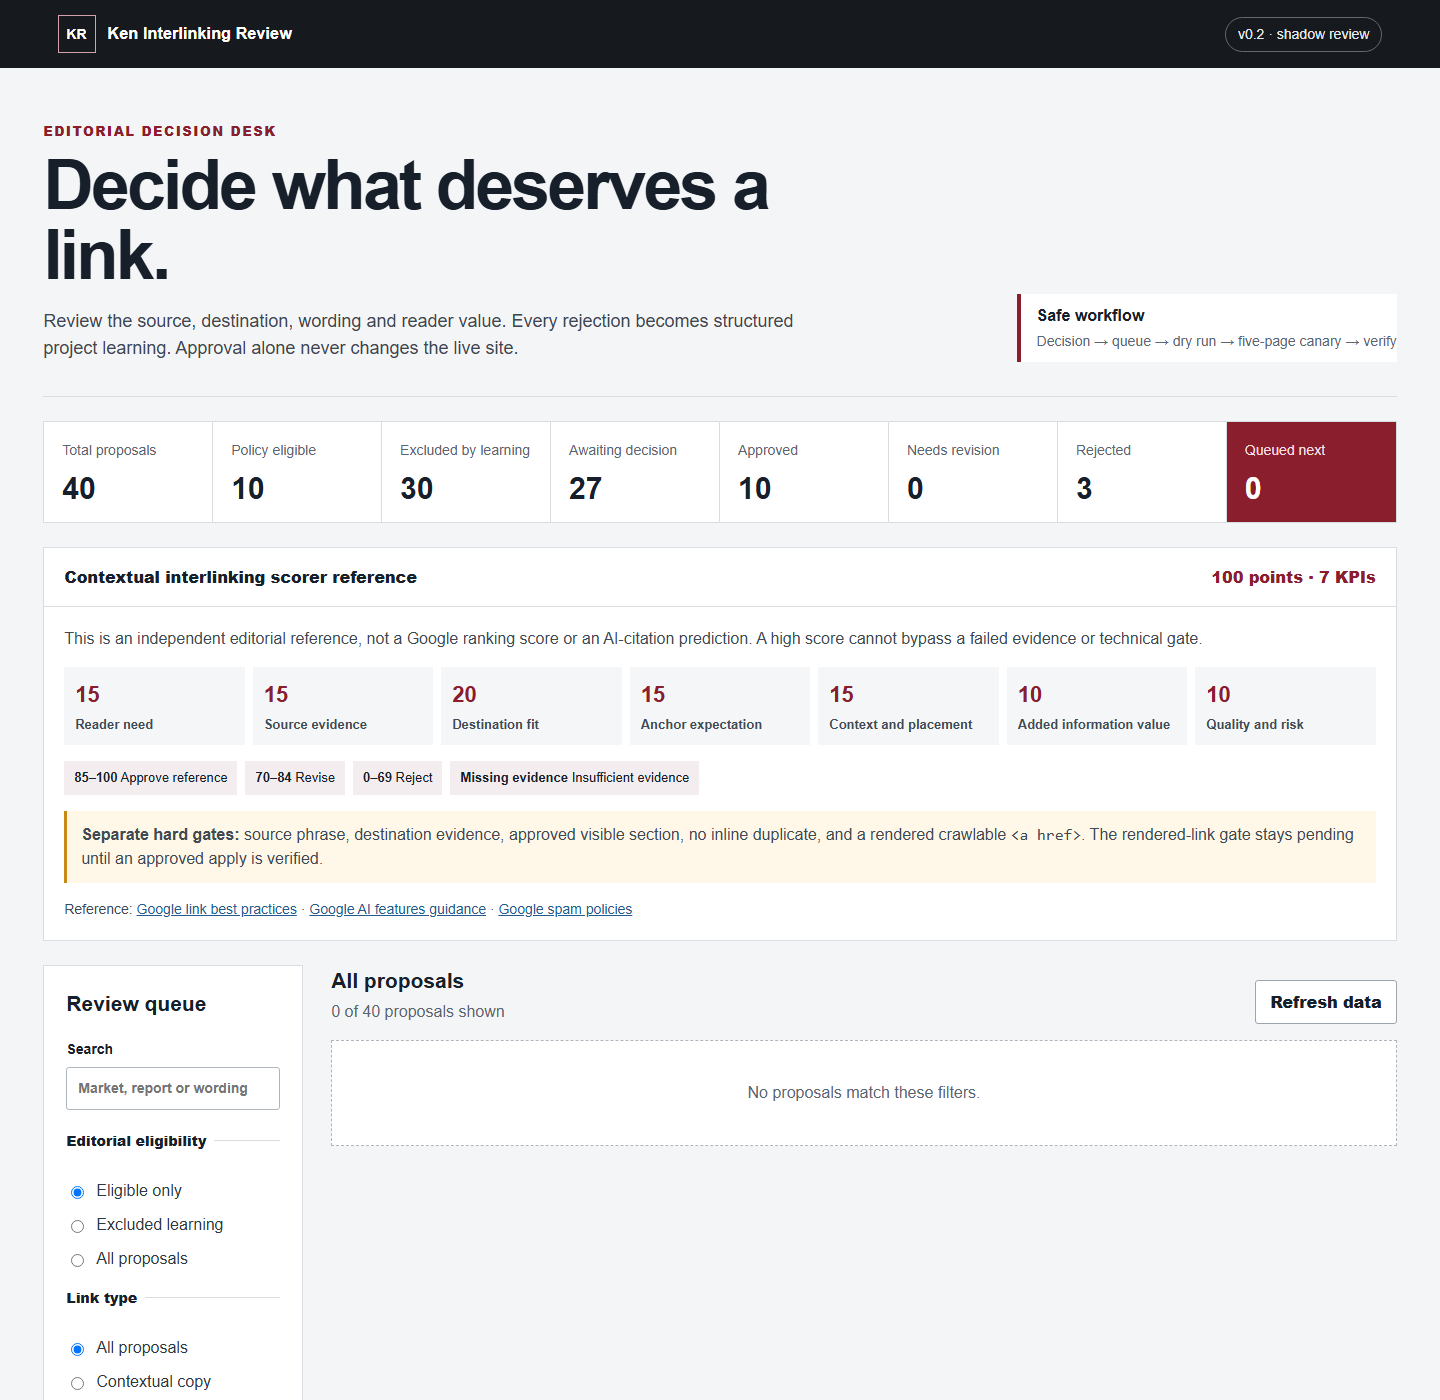 KR
Ken Interlinking Review
v0.2 · shadow review
EDITORIAL DECISION DESK
Decide what deserves a
link.
Review the source, destination, wording and reader value. Every rejection becomes structured
project learning. Approval alone never changes the live site.
Safe workflow
Decision → queue → dry run → five-page canary → verify
Total proposals
40
Policy eligible
10
Excluded by learning
30
Awaiting decision
27
Approved
10
Needs revision
0
Rejected
3
Queued next
0
Contextual interlinking scorer reference
100 points · 7 KPIs
This is an independent editorial reference, not a Google ranking score or an AI-citation prediction. A high score cannot bypass a failed evidence or technical gate.
15
Reader need
15
Source evidence
20
Destination fit
15
Anchor expectation
15
Context and placement
10
Added information value
10
Quality and risk
85–100 Approve reference
70–84 Revise
0–69 Reject
Missing evidence Insufficient evidence
Separate hard gates: source phrase, destination evidence, approved visible section, no inline duplicate, and a rendered crawlable <a href>. The rendered-link gate stays pending
until an approved apply is verified.
Reference: Google link best practices · Google AI features guidance · Google spam policies
Review queue
Search
Market, report or wording
Editorial eligibility
Eligible only
Excluded learning
All proposals
Link type
All proposals
Contextual copy
All proposals
0 of 40 proposals shown
Refresh data
No proposals match these filters.